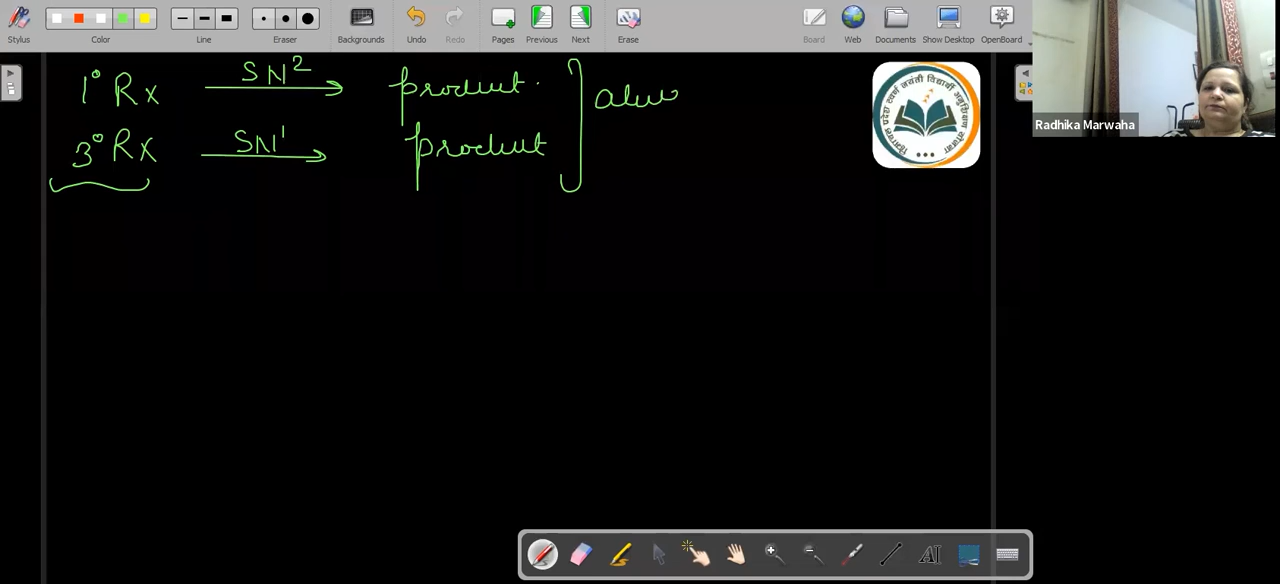 Stylus
Color
Line
Eraser
Backgrounds
Undo
Redo
Pages
Previous
Next
Erase
Board
Web
Documents
Show Desktop
OpenBoard
Radhika Marwaha
1° Rx SN² product.
3° Rx SN¹ product
AI